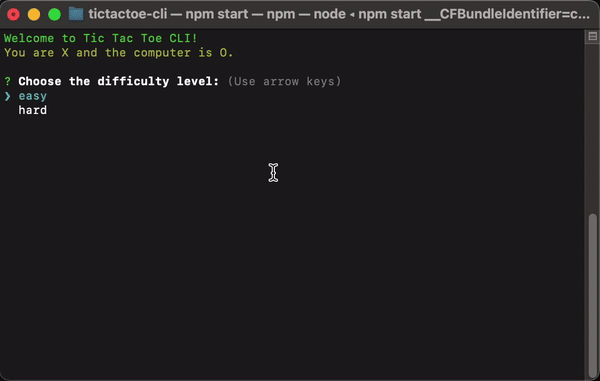 tictactoe-cli — npm start — npm — node ◂ npm start __CFBundleIdentifier=c...
Welcome to Tic Tac Toe CLI!
You are X and the computer is O.
? Choose the difficulty level: (Use arrow keys)
❯ easy
hard